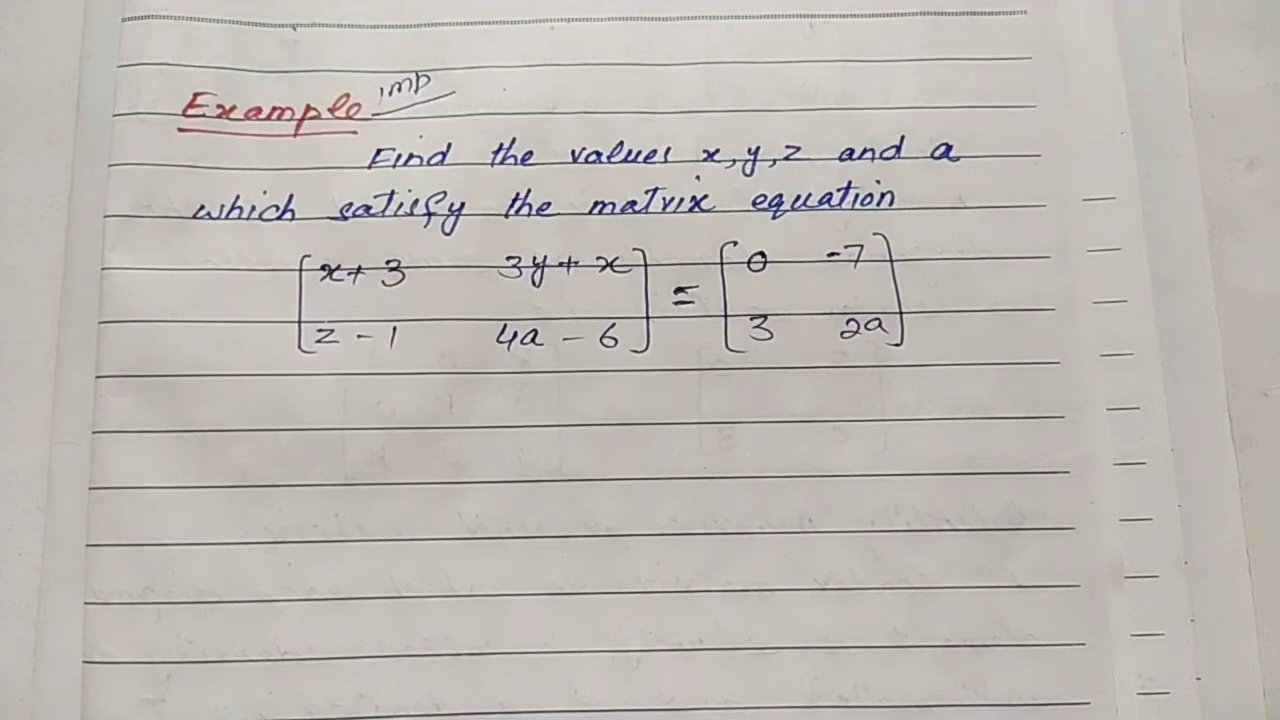 Example imp
Find the values x, y, z and a
which satisfy the matrix equation
[x+3 3y+x] = [0 -7]
[z-1 4a-6] [3 2a]